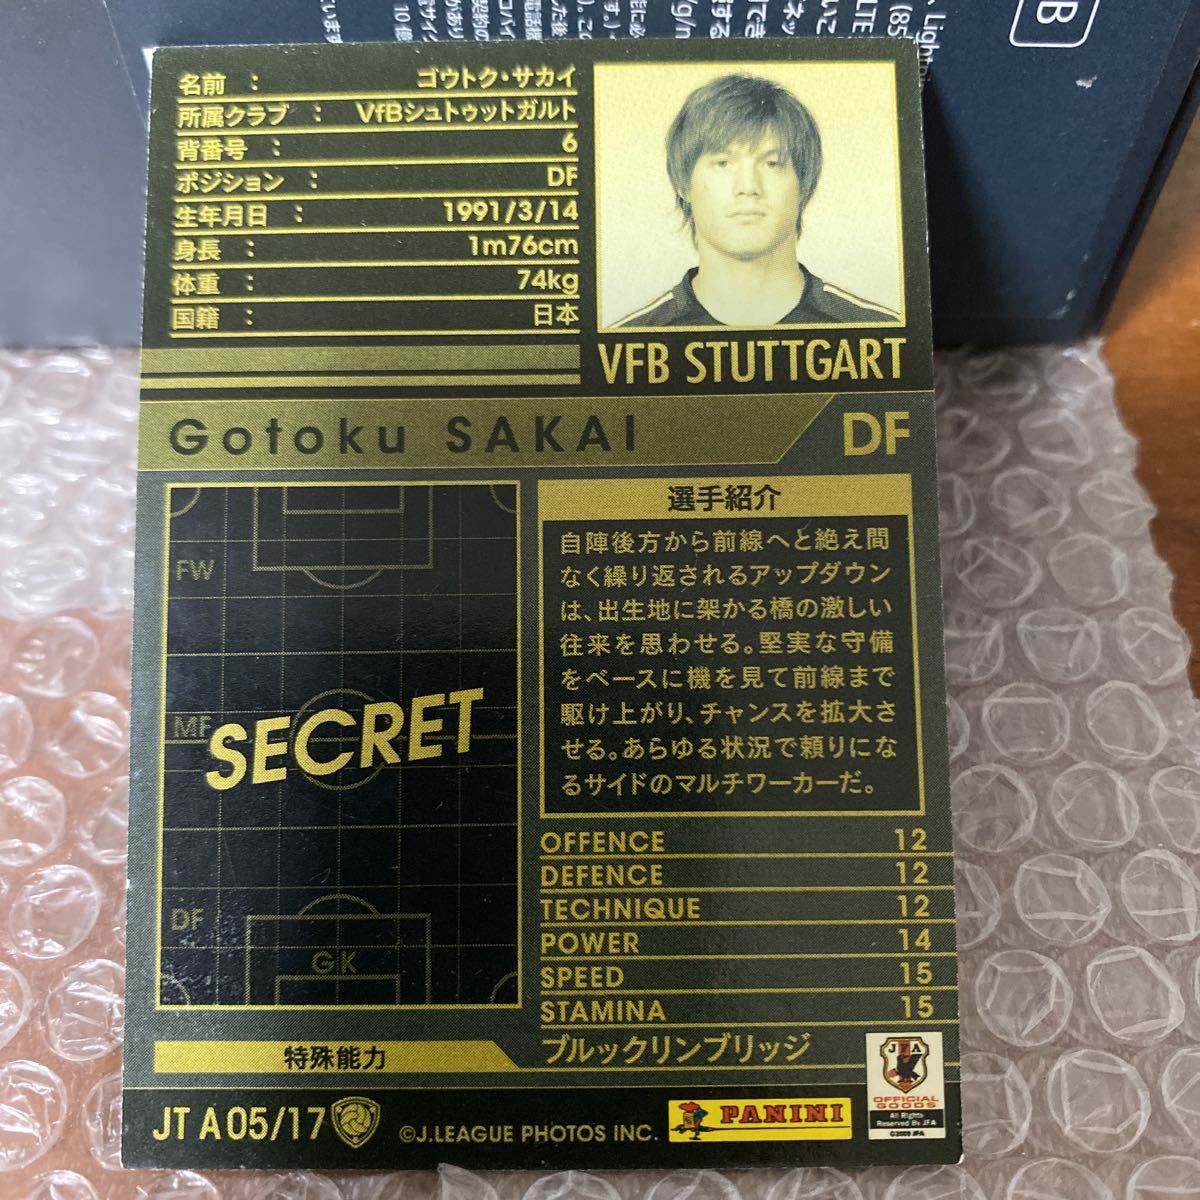 名前 : ゴウトク・サカイ
所属クラブ : VfBシュトゥットガルト
背番号 : 6
ポジション : DF
生年月日 : 1991/3/14
身長 : 1m76cm
体重 : 74kg
国籍 : 日本
VFB STUTTGART
Gotoku SAKAI DF
FW
MF
SECRET
DF
GK
選手紹介
自陣後方から前線へと絶え間
なく繰り返されるアップダウン
は、出生地に架かる橋の激しい
往来を思わせる。堅実な守備
をベースに機を見て前線まで
駆け上がり、チャンスを拡大さ
せる。あらゆる状況で頼りにな
るサイドのマルチワーカーだ。
OFFENCE 12
DEFENCE 12
TECHNIQUE 12
POWER 14
SPEED 15
STAMINA 15
特殊能力 ブルックリンブリッジ
JT A05/17
©J.LEAGUE PHOTOS INC.
PANINI
JFA
OFFICIAL
GOODS
All Rights
Reserved By JFA
©2009 JFA
B